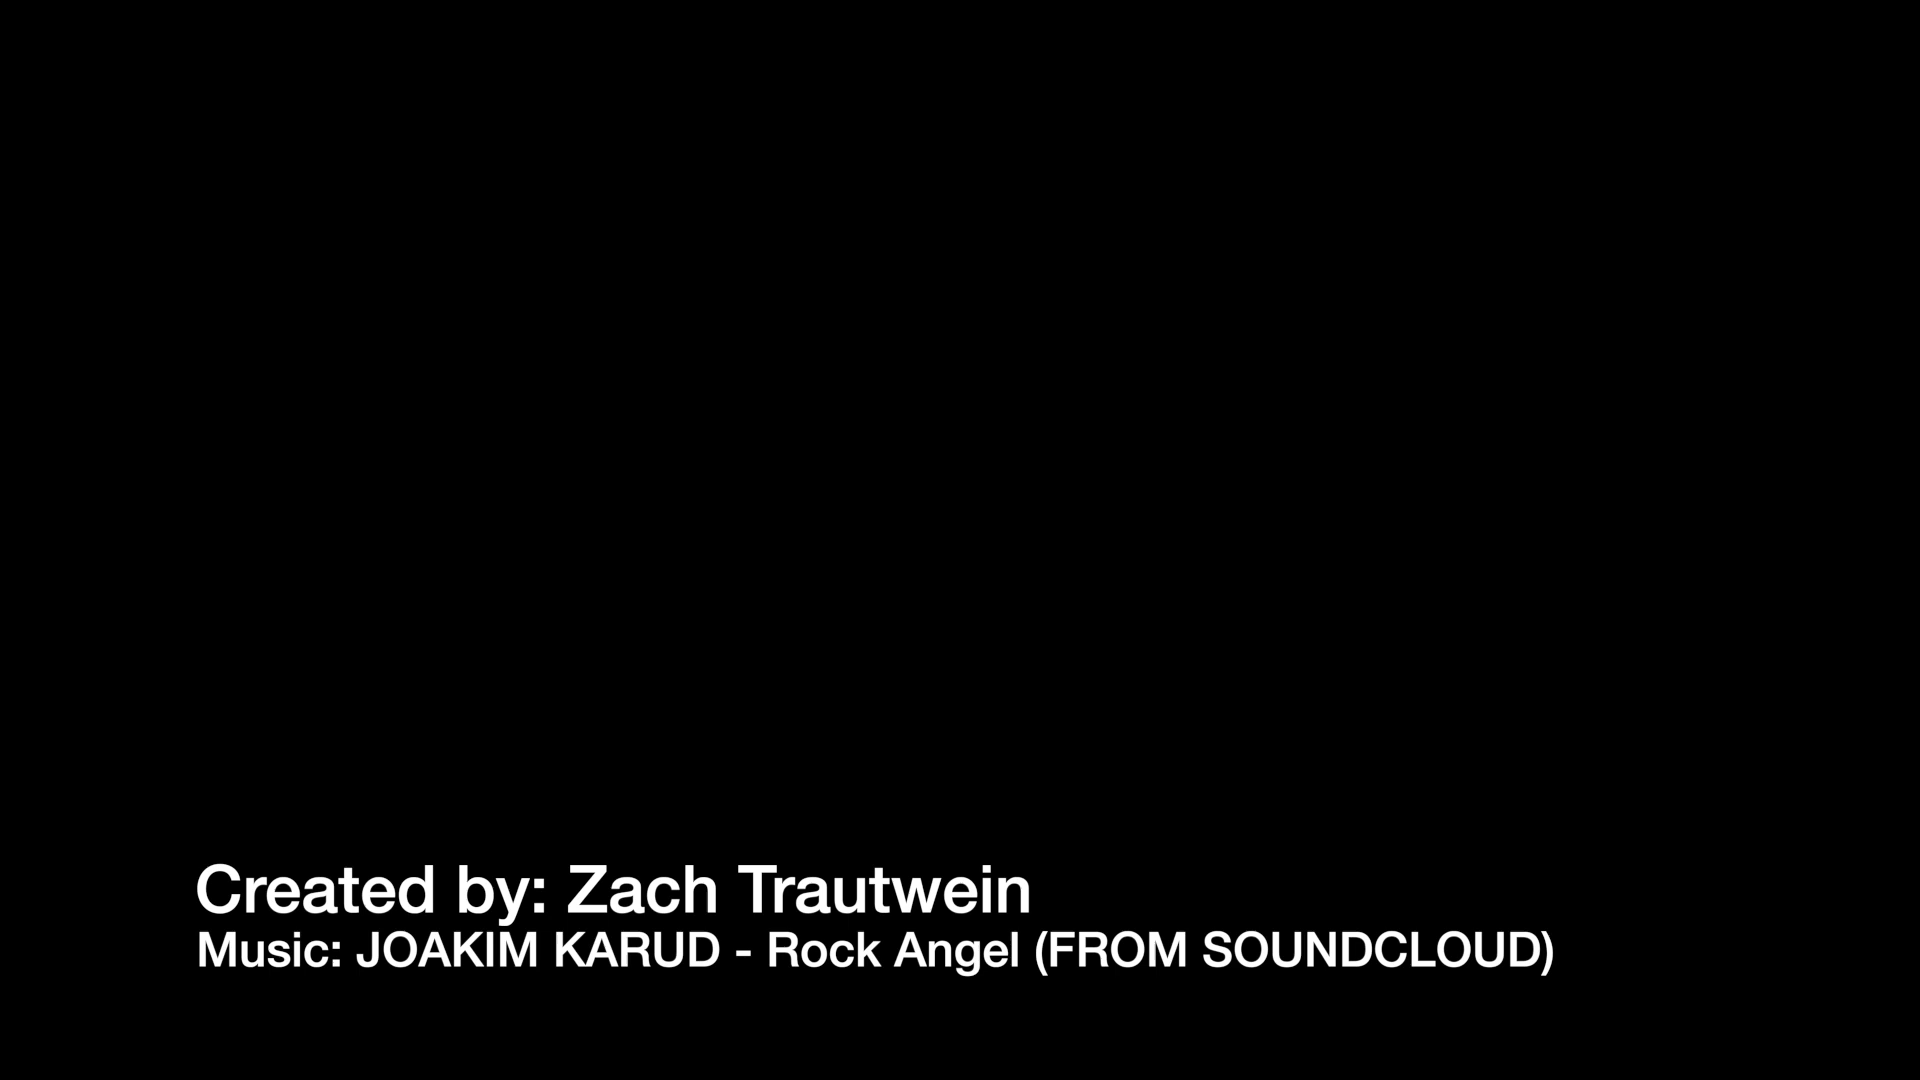 Created by: Zach Trautwein
Music: JOAKIM KARUD - Rock Angel (FROM SOUNDCLOUD)